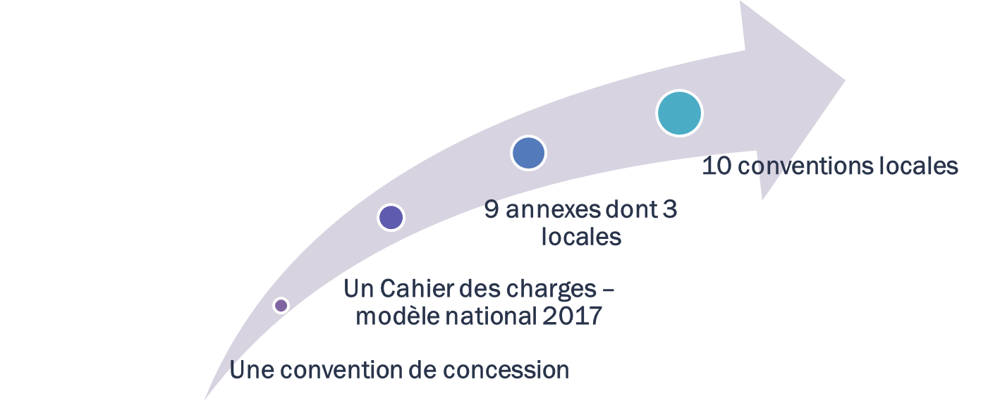 10 conventions locales
9 annexes dont 3
locales
Un Cahier des charges –
modèle national 2017
Une convention de concession